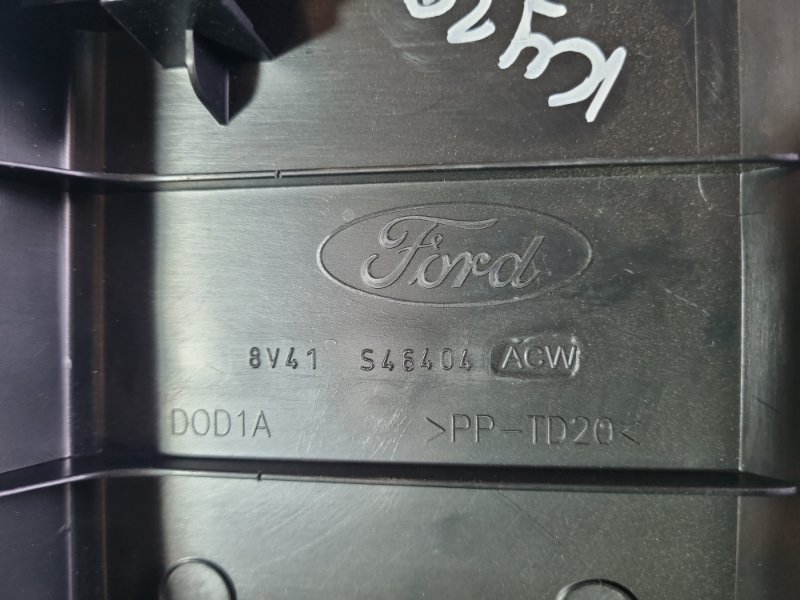 Ford
8V41 S46404 ACW
DOD1A >PP-TD20<